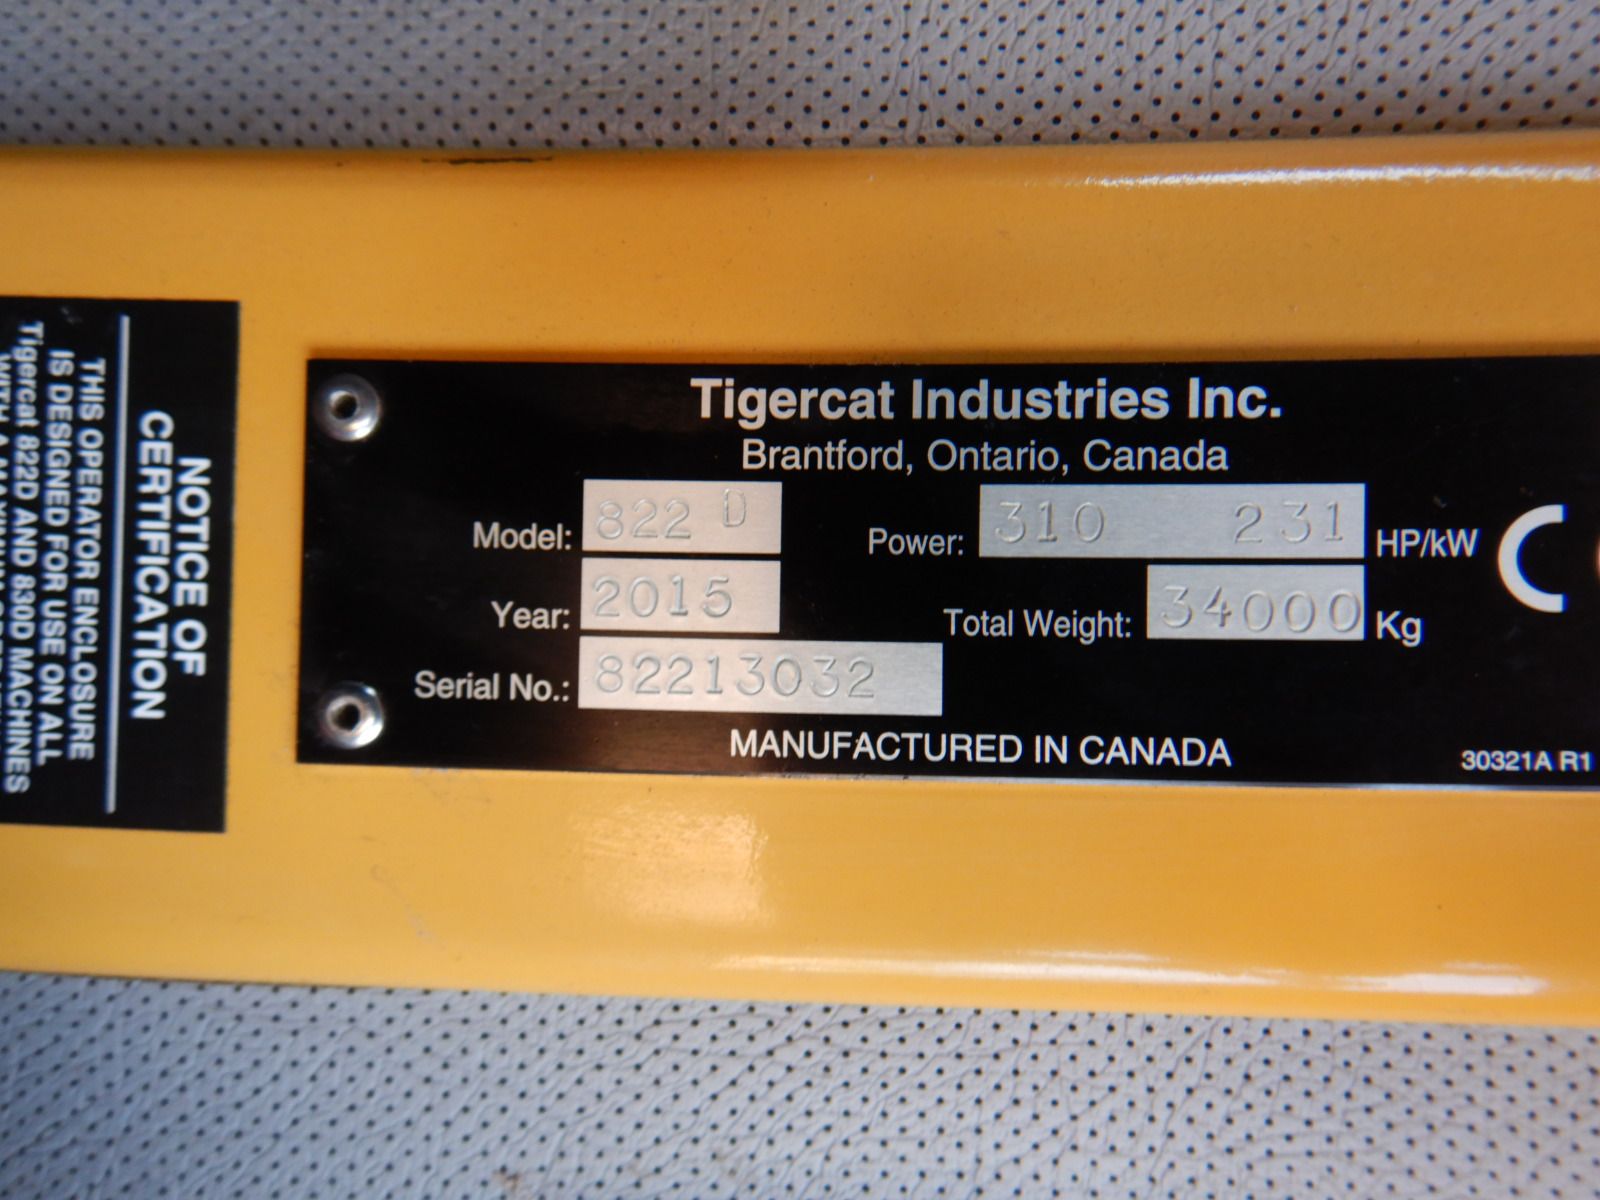 NOTICE OF
CERTIFICATION
THIS OPERATOR ENCLOSURE
IS DESIGNED FOR USE ON ALL
Tigercat 822D AND 830D MACHINES
WITH A MAXIMUM
Tigercat Industries Inc.
Brantford, Ontario, Canada
Model: 822 D Power: 310 231 HP/kW
Year: 2015 Total Weight: 34000 Kg
Serial No.: 82213032
MANUFACTURED IN CANADA
30321A R1